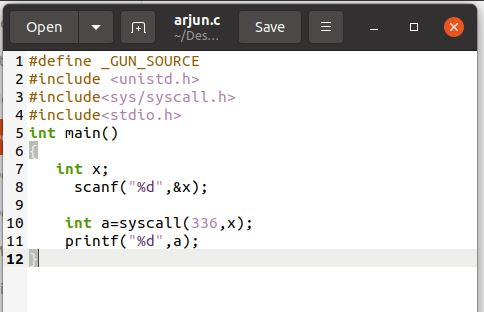 Open
arjun.c
~/Des...
Save
1 #define _GUN_SOURCE
2 #include <unistd.h>
3 #include<sys/syscall.h>
4 #include<stdio.h>
5 int main()
6 {
7 int x;
8 scanf("%d",&x);
9
10 int a=syscall(336,x);
11 printf("%d",a);
12 }